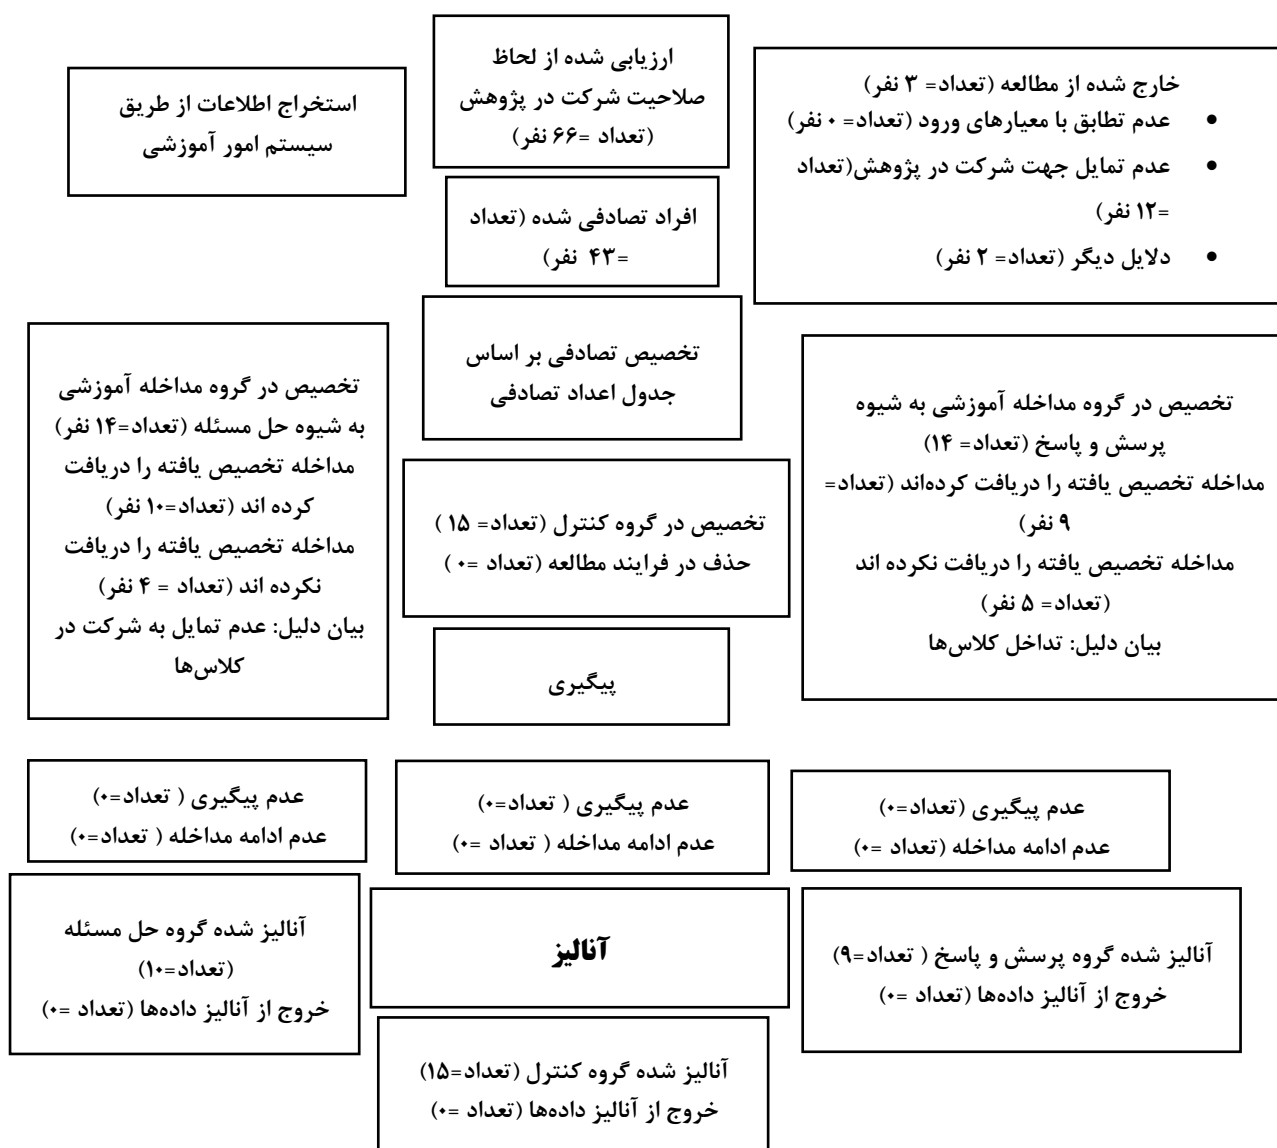 ارزیابی شده از لحاظ
صلاحیت شرکت در پژوهش
(تعداد =۶۶ نفر)
خارج شده از مطالعه (تعداد= ۳ نفر)
• عدم تطابق با معیارهای ورود (تعداد= ۰ نفر)
• عدم تمایل جهت شرکت در پژوهش(تعداد
=۱۲ نفر)
• دلایل دیگر (تعداد= ۲ نفر)
استخراج اطلاعات از طریق
سیستم امور آموزشی
افراد تصادفی شده (تعداد
=۴۳ نفر)
تخصیص تصادفی بر اساس
جدول اعداد تصادفی
تخصیص در گروه مداخله آموزشی به شیوه
پرسش و پاسخ (تعداد= ۱۴)
مداخله تخصیص یافته را دریافت کرده‌اند (تعداد=
۹ نفر)
مداخله تخصیص یافته را دریافت نکرده اند
(تعداد= ۵ نفر)
بیان دلیل: تداخل کلاس‌ها
تخصیص در گروه کنترل (تعداد= ۱۵ )
حذف در فرایند مطالعه (تعداد =۰ )
تخصیص در گروه مداخله آموزشی
به شیوه حل مسئله (تعداد=۱۴ نفر)
مداخله تخصیص یافته را دریافت
کرده اند (تعداد=۱۰ نفر)
مداخله تخصیص یافته را دریافت
نکرده اند (تعداد = ۴ نفر)
بیان دلیل: عدم تمایل به شرکت در
کلاس‌ها
پیگیری
عدم پیگیری (تعداد=۰)
عدم ادامه مداخله (تعداد =۰)
عدم پیگیری ( تعداد=۰)
عدم ادامه مداخله ( تعداد =۰)
عدم پیگیری ( تعداد=۰)
عدم ادامه مداخله ( تعداد=۰)
آنالیز
آنالیز شده گروه پرسش و پاسخ ( تعداد=۹)
خروج از آنالیز داده‌ها (تعداد =۰)
آنالیز شده گروه حل مسئله
(تعداد=۱۰)
خروج از آنالیز داده‌ها (تعداد =۰)
آنالیز شده گروه کنترل (تعداد=۱۵)
خروج از آنالیز داده‌ها (تعداد =۰)